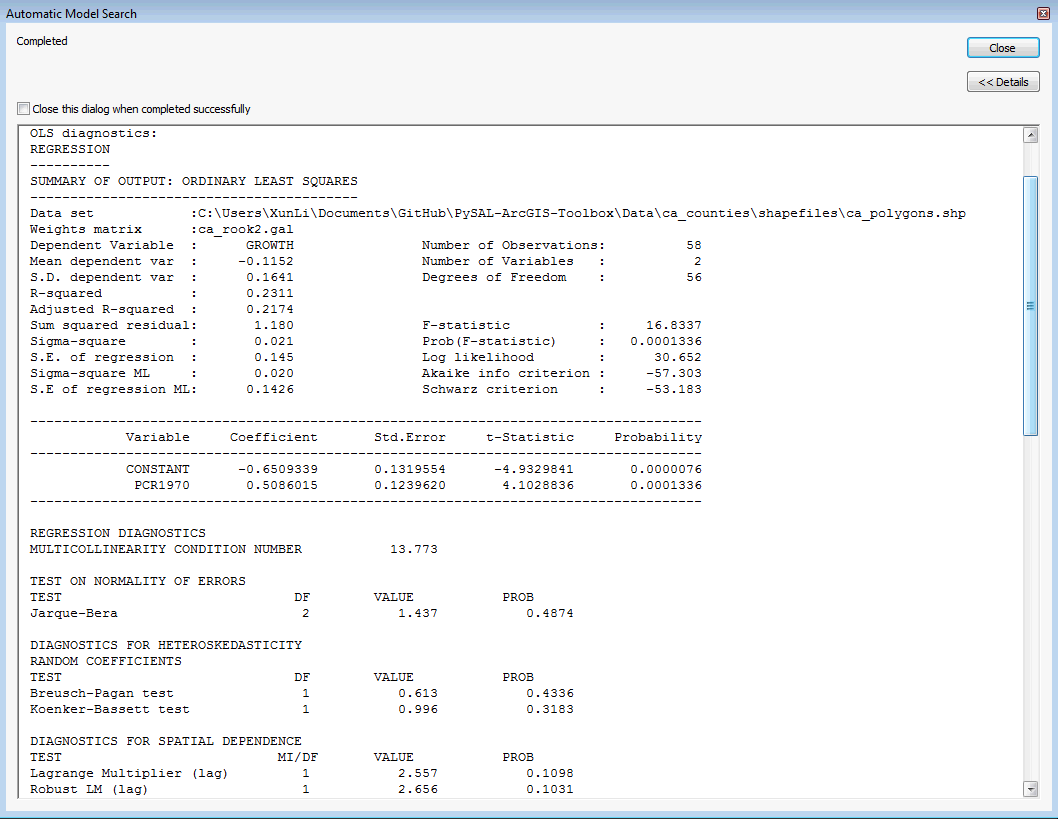 Automatic Model Search
Completed
Close
<< Details
Close this dialog when completed successfully
OLS diagnostics:
REGRESSION
----------
SUMMARY OF OUTPUT: ORDINARY LEAST SQUARES
-----------------------------------------
Data set            :C:\Users\XunLi\Documents\GitHub\PySAL-ArcGIS-Toolbox\Data\ca_counties\shapefiles\ca_polygons.shp
Weights matrix      :ca_rook2.gal
Dependent Variable  :      GROWTH                Number of Observations:          58
Mean dependent var  :     -0.1152                Number of Variables   :           2
S.D. dependent var  :      0.1641                Degrees of Freedom    :          56
R-squared           :      0.2311
Adjusted R-squared  :      0.2174
Sum squared residual:       1.180                F-statistic           :     16.8337
Sigma-square        :       0.021                Prob(F-statistic)     :   0.0001336
S.E. of regression  :       0.145                Log likelihood        :      30.652
Sigma-square ML     :       0.020                Akaike info criterion :     -57.303
S.E of regression ML:      0.1426                Schwarz criterion     :     -53.183
------------------------------------------------------------------------------------
            Variable     Coefficient       Std.Error     t-Statistic     Probability
------------------------------------------------------------------------------------
            CONSTANT      -0.6509339       0.1319554      -4.9329841       0.0000076
             PCR1970       0.5086015       0.1239620       4.1028836       0.0001336
------------------------------------------------------------------------------------
REGRESSION DIAGNOSTICS
MULTICOLLINEARITY CONDITION NUMBER           13.773
TEST ON NORMALITY OF ERRORS
TEST                             DF        VALUE           PROB
Jarque-Bera                       2           1.437           0.4874
DIAGNOSTICS FOR HETEROSKEDASTICITY
RANDOM COEFFICIENTS
TEST                             DF        VALUE           PROB
Breusch-Pagan test                1           0.613           0.4336
Koenker-Bassett test              1           0.996           0.3183
DIAGNOSTICS FOR SPATIAL DEPENDENCE
TEST                           MI/DF       VALUE           PROB
Lagrange Multiplier (lag)         1           2.557           0.1098
Robust LM (lag)                   1           2.656           0.1031